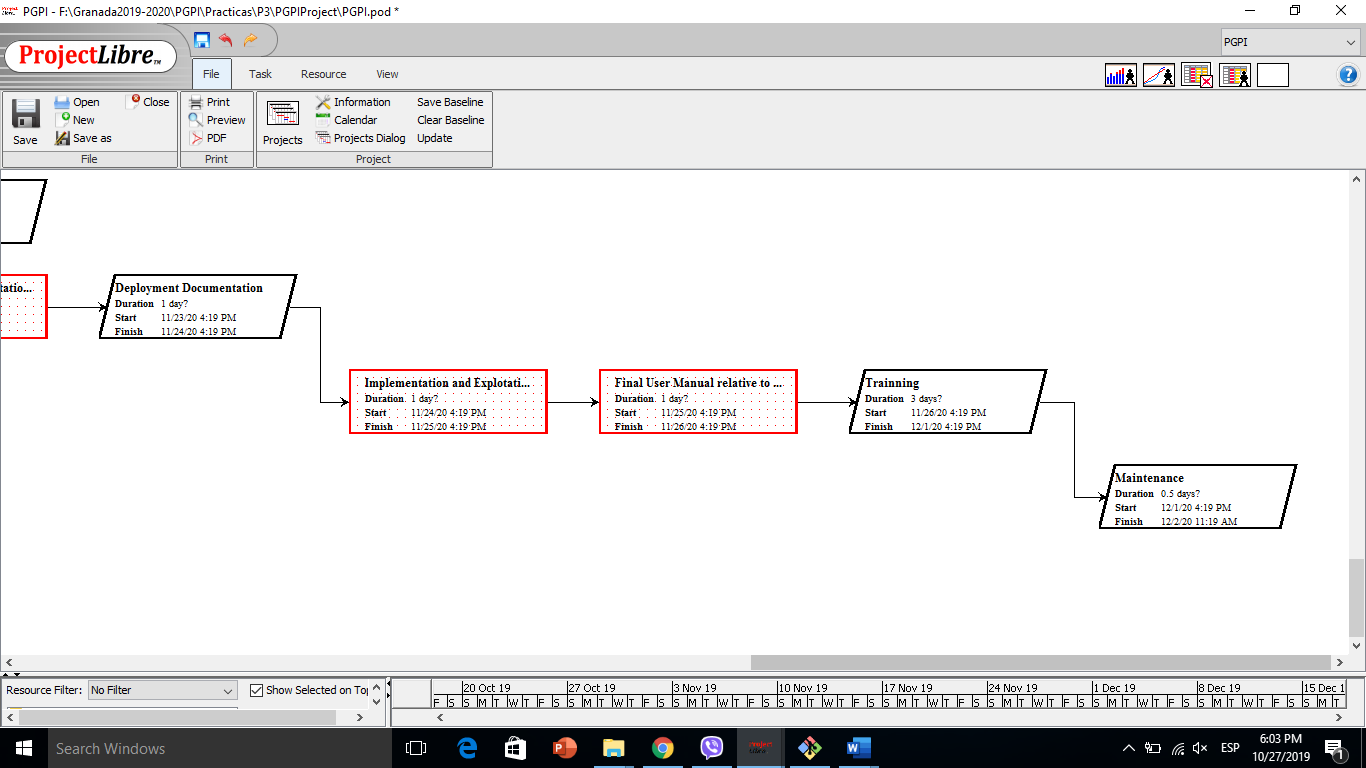 PGPI - F:\Granada2019-2020\PGPI\Practicas\P3\PGPIProject\PGPI.pod *
ProjectLibre™
PGPI
File Task Resource View
Save
Open
New
Save as
Close
File
Print
Preview
PDF
Print
Projects
Information
Calendar
Projects Dialog
Save Baseline
Clear Baseline
Update
Project
tatio...
Deployment Documentation
Duration 1 day?
Start 11/23/20 4:19 PM
Finish 11/24/20 4:19 PM
Implementation and Explotati...
Duration 1 day?
Start 11/24/20 4:19 PM
Finish 11/25/20 4:19 PM
Final User Manual relative to ...
Duration 1 day?
Start 11/25/20 4:19 PM
Finish 11/26/20 4:19 PM
Trainning
Duration 3 days?
Start 11/26/20 4:19 PM
Finish 12/1/20 4:19 PM
Maintenance
Duration 0.5 days?
Start 12/1/20 4:19 PM
Finish 12/2/20 11:19 AM
Resource Filter: No Filter
Show Selected on Top
20 Oct 19 27 Oct 19 3 Nov 19 10 Nov 19 17 Nov 19 24 Nov 19 1 Dec 19 8 Dec 19 15 Dec 1
F S S M T W T F S S M T W T F S S M T W T F S S M T W T F S S M T W T F S S M T W T F S S M T W T F S S M T W T F S S M T
Search Windows
ESP
6:03 PM
10/27/2019
1